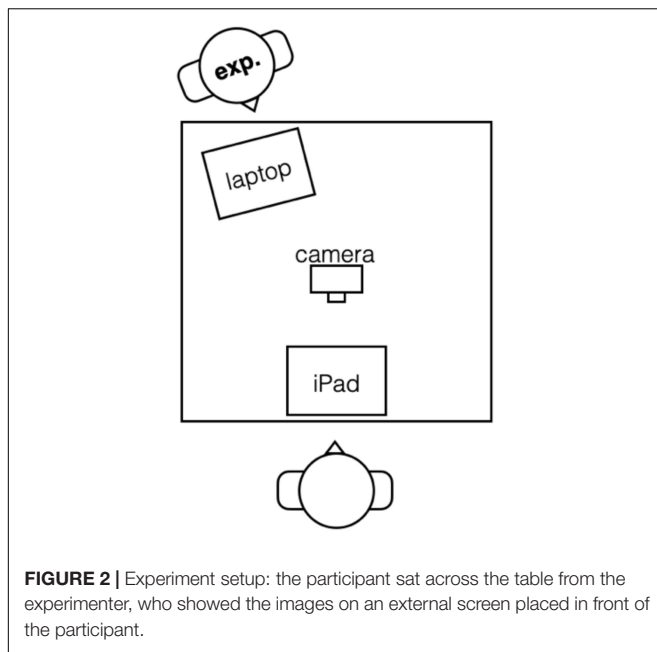 exp.
laptop
camera
iPad
FIGURE 2 | Experiment setup: the participant sat across the table from the
experimenter, who showed the images on an external screen placed in front of
the participant.